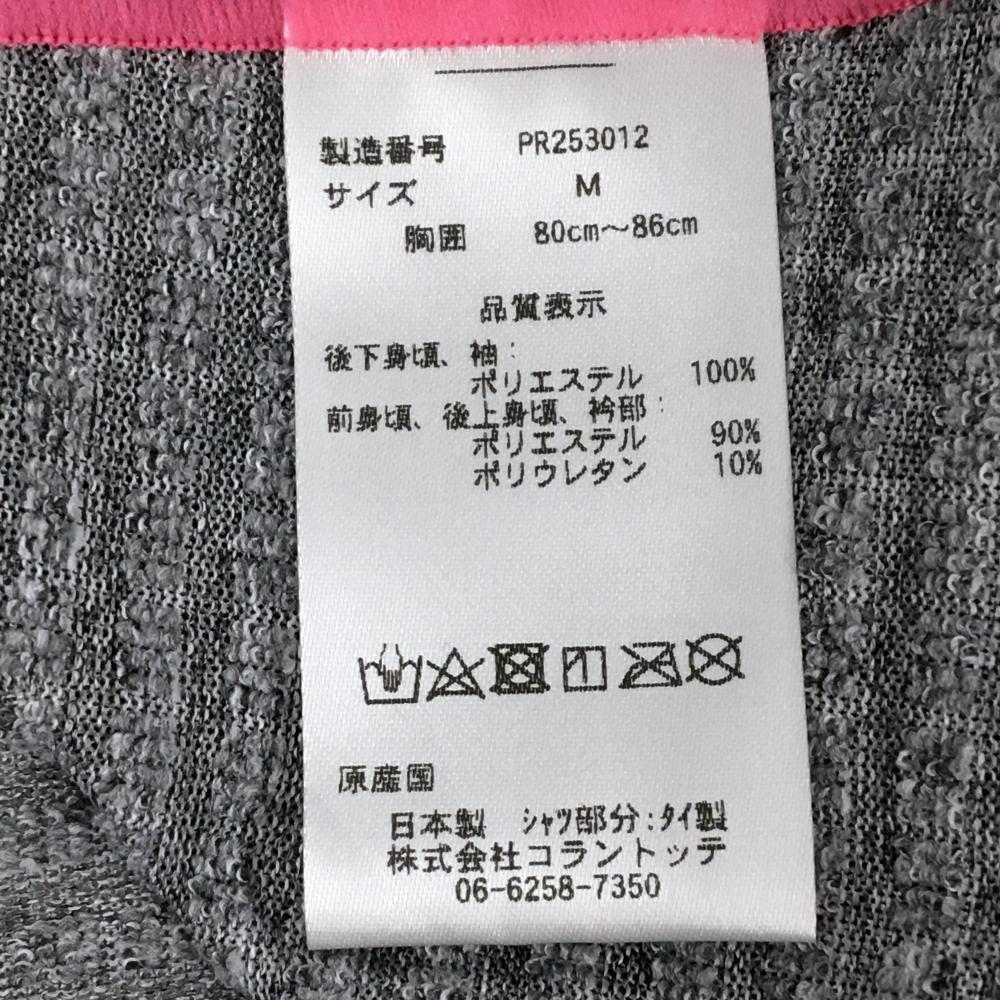 製造番号 PR253012
サイズ M
胸囲 80cm～86cm
品質表示
後下身頃、袖：
ポリエステル 100%
前身頃、後上身頃、衿部：
ポリエステル 90%
ポリウレタン 10%
原産国
日本製 シャツ部分：タイ製
株式会社コラントッテ
06-6258-7350